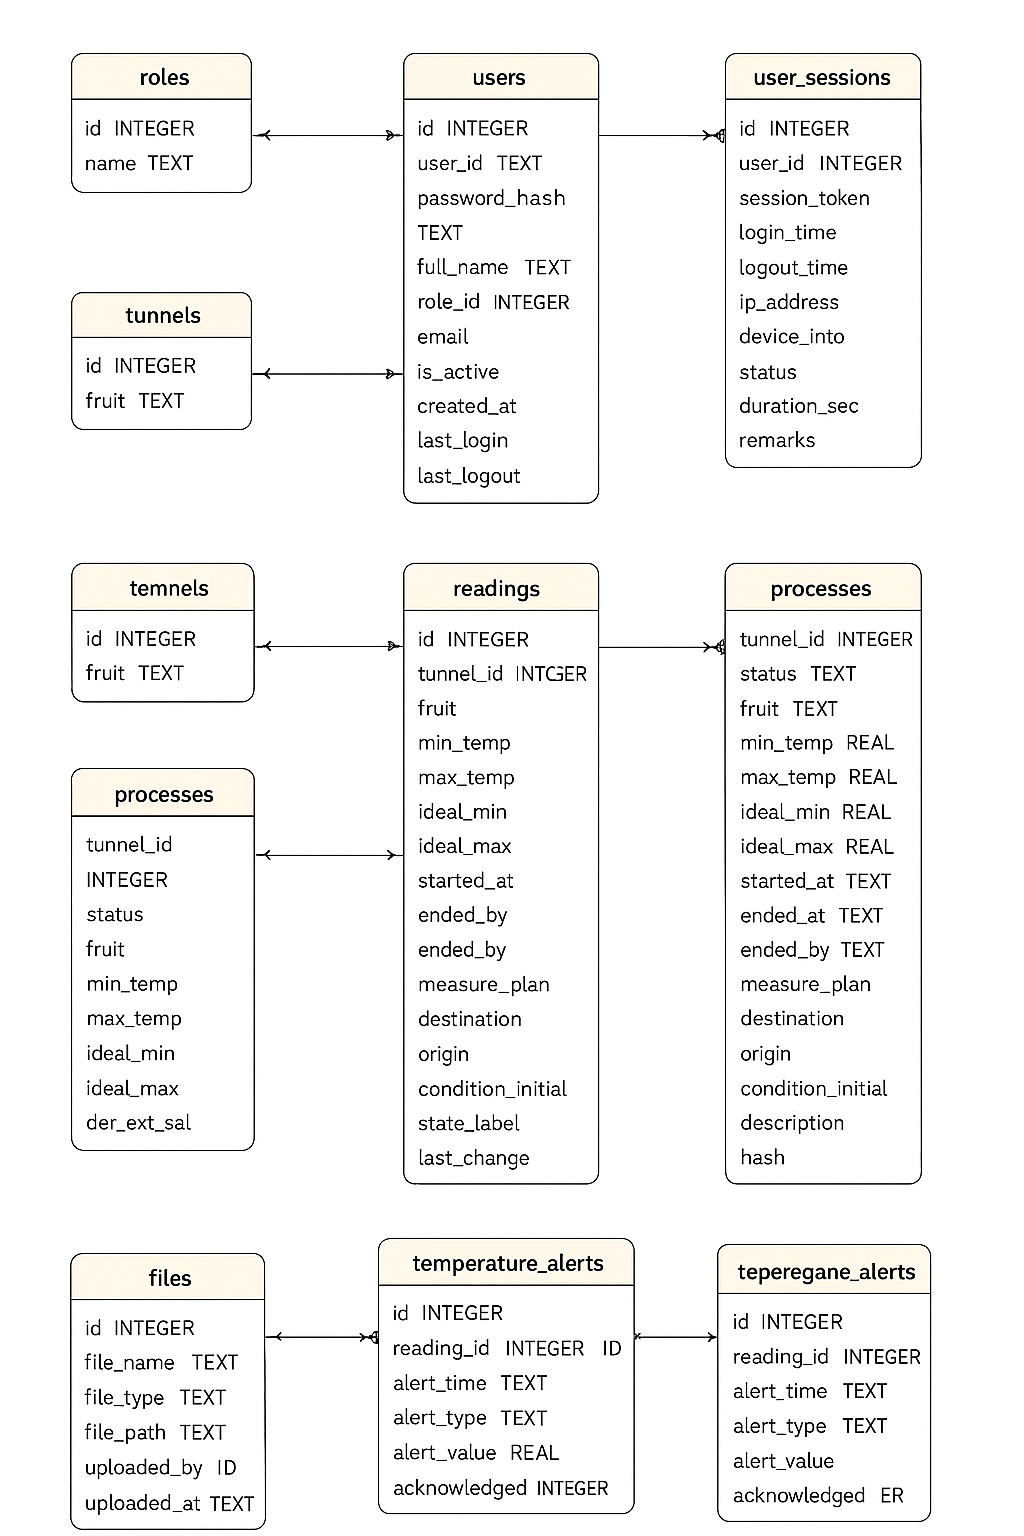 roles
id INTEGER
name TEXT
users
id INTEGER
user_id TEXT
password_hash
TEXT
full_name TEXT
role_id INTEGER
email
is_active
created_at
last_login
last_logout
user_sessions
id INTEGER
user_id INTEGER
session_token
login_time
logout_time
ip_address
device_into
status
duration_sec
remarks
tunnels
id INTEGER
fruit TEXT
temnels
id INTEGER
fruit TEXT
readings
id INTEGER
tunnel_id INTGER
fruit
min_temp
max_temp
ideal_min
ideal_max
started_at
ended_by
ended_by
measure_plan
destination
origin
condition_initial
state_label
last_change
processes
tunnel_id INTEGER
status TEXT
fruit TEXT
min_temp REAL
max_temp REAL
ideal_min REAL
ideal_max REAL
started_at TEXT
ended_at TEXT
ended_by TEXT
measure_plan
destination
origin
condition_initial
description
hash
processes
tunnel_id
INTEGER
status
fruit
min_temp
max_temp
ideal_min
ideal_max
der_ext_sal
files
id INTEGER
file_name TEXT
file_type TEXT
file_path TEXT
uploaded_by ID
uploaded_at TEXT
temperature_alerts
id INTEGER
reading_id INTEGER ID
alert_time TEXT
alert_type TEXT
alert_value REAL
acknowledged INTEGER
teperegane_alerts
id INTEGER
reading_id INTEGER
alert_time TEXT
alert_type TEXT
alert_value
acknowledged ER